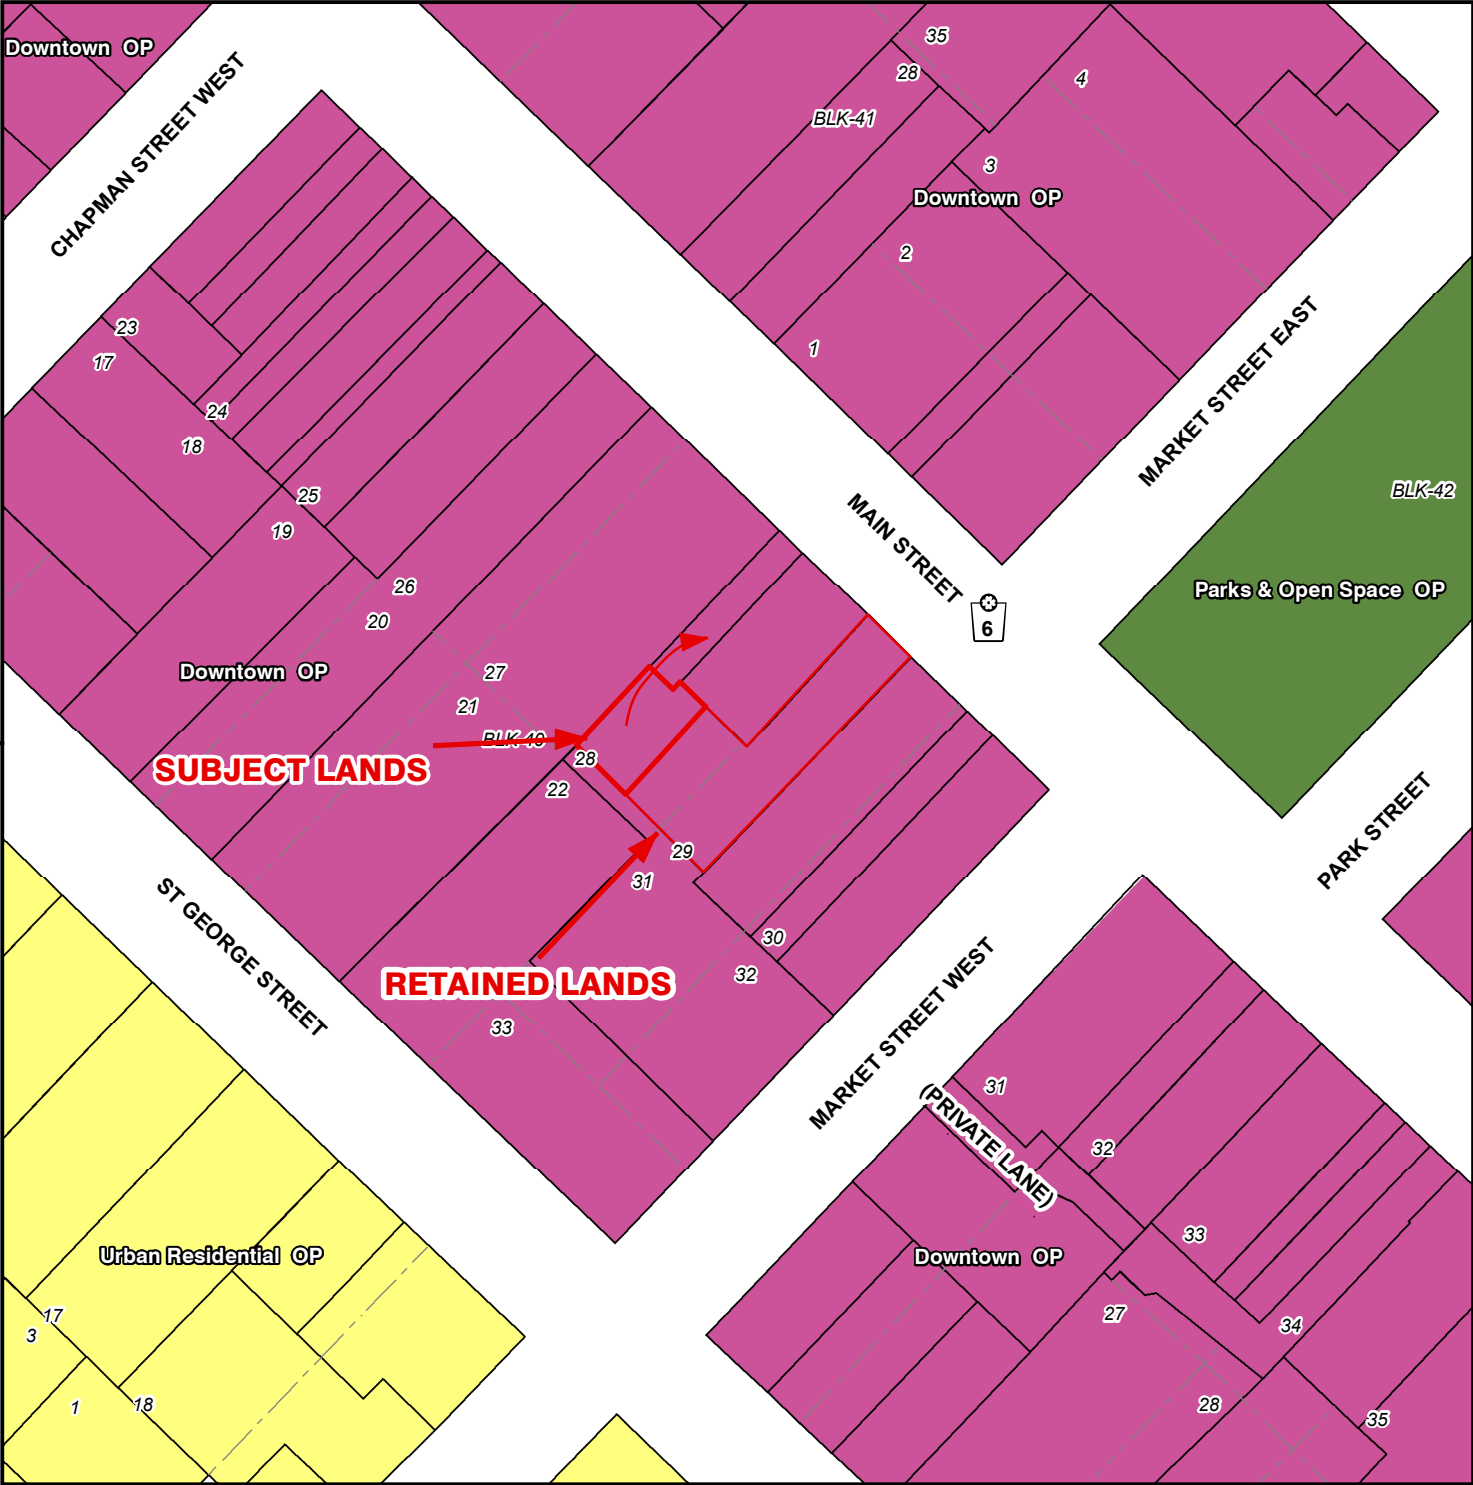 Downtown OP
CHAPMAN STREET WEST
35
28
4
BLK-41
3
Downtown OP
2
1
MARKET STREET EAST
23
17
24
18
25
19
BLK-42
MAIN STREET
6
Parks & Open Space OP
26
20
Downtown OP
27
21
BLK-40
SUBJECT LANDS
28
22
29
31
PARK STREET
30
32
RETAINED LANDS
ST GEORGE STREET
33
MARKET STREET WEST
31
(PRIVATE LANE)
32
33
Urban Residential OP
Downtown OP
17
3
27
34
1
18
28
35